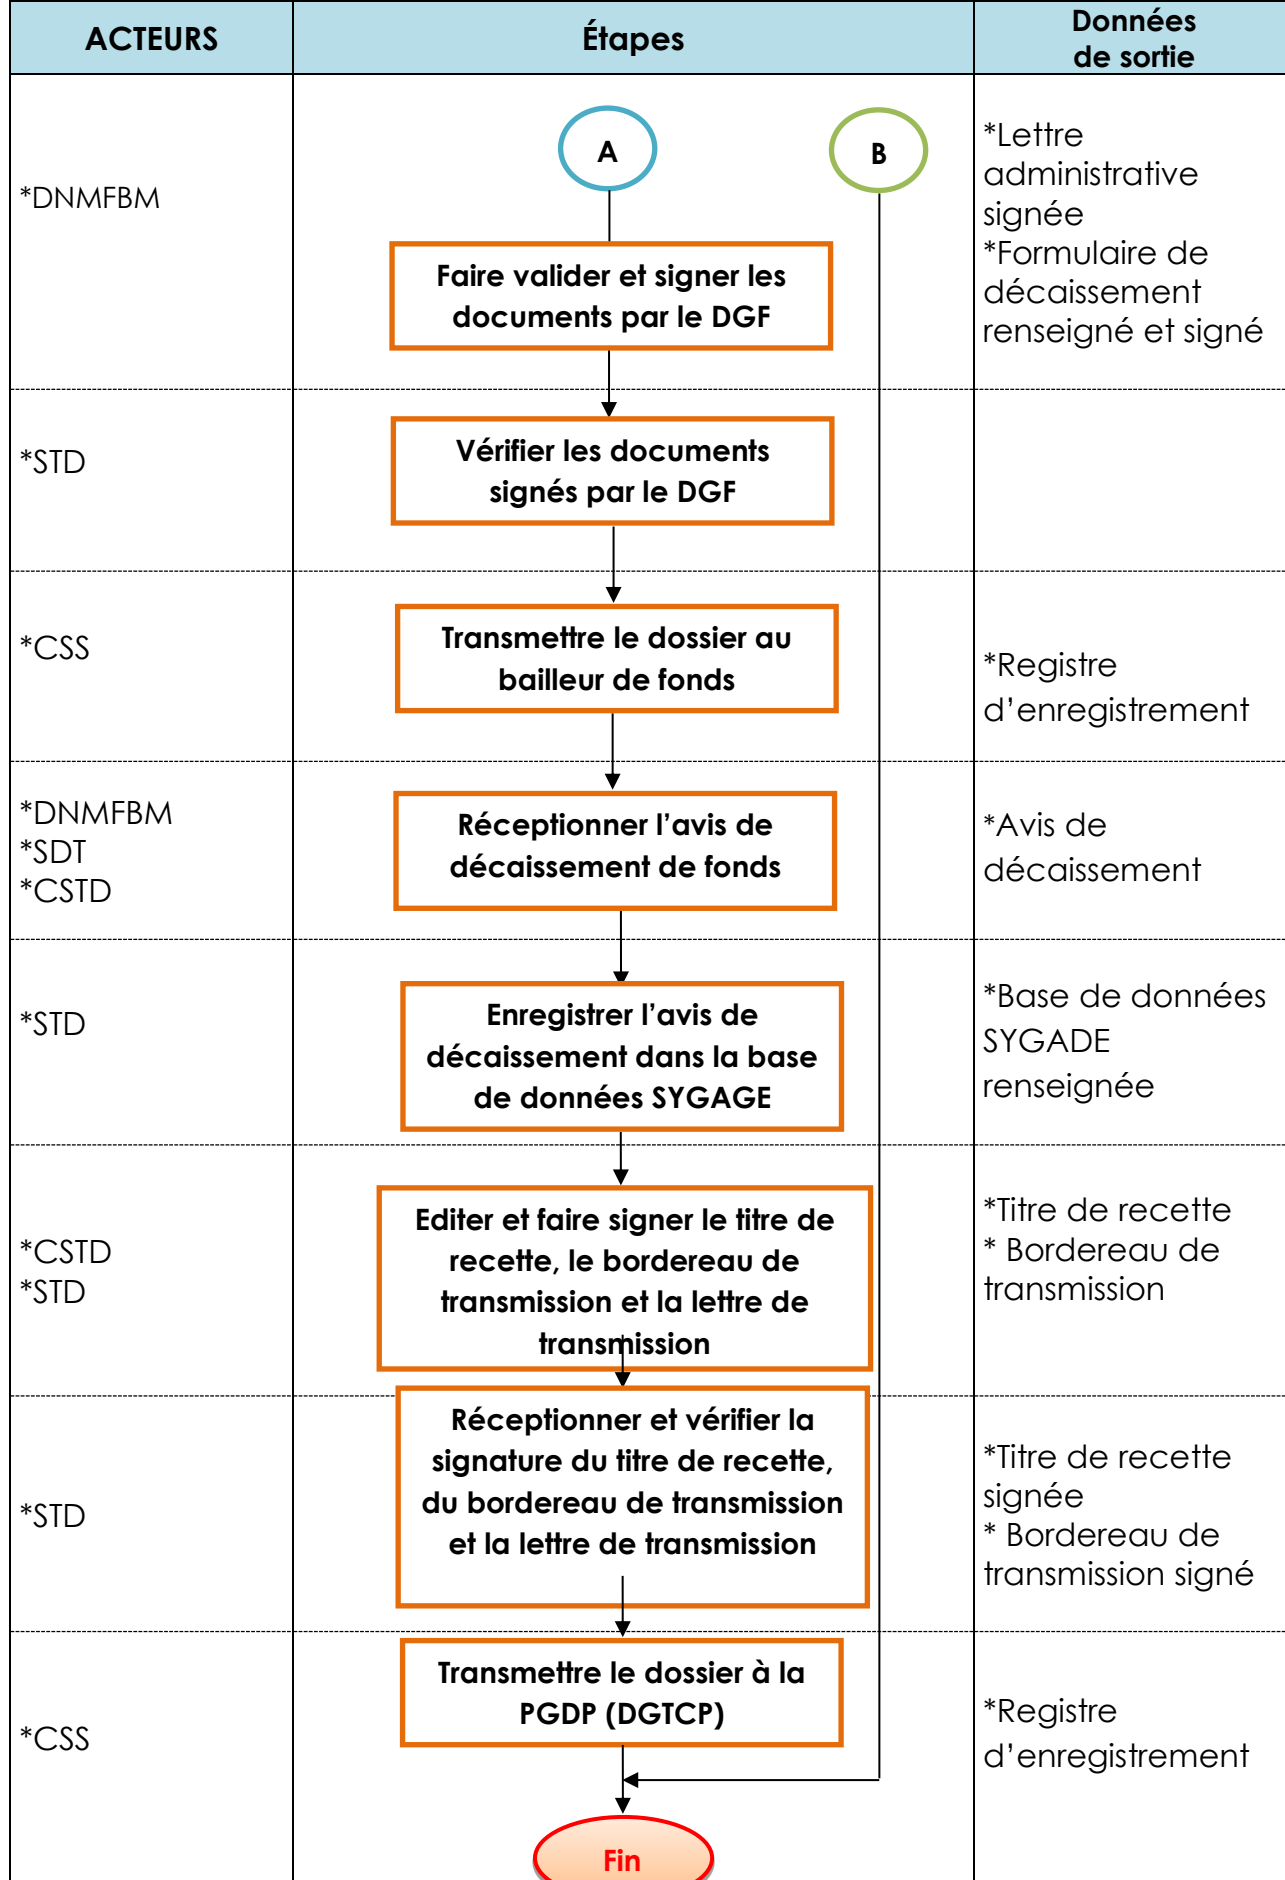 ACTEURS
Étapes
Données
de sortie
*DNMFBM
A
B
Faire valider et signer les
documents par le DGF
*Lettre
administrative
signée
*Formulaire de
décaissement
renseigné et signé
*STD
Vérifier les documents
signés par le DGF
*CSS
Transmettre le dossier au
bailleur de fonds
*Registre
d’enregistrement
*DNMFBM
*SDT
*CSTD
Réceptionner l’avis de
décaissement de fonds
*Avis de
décaissement
*STD
Enregistrer l’avis de
décaissement dans la base
de données SYGAGE
*Base de données
SYGADE
renseignée
*CSTD
*STD
Editer et faire signer le titre de
recette, le bordereau de
transmission et la lettre de
transmission
*Titre de recette
* Bordereau de
transmission
*STD
Réceptionner et vérifier la
signature du titre de recette,
du bordereau de transmission
et la lettre de transmission
*Titre de recette
signée
* Bordereau de
transmission signé
*CSS
Transmettre le dossier à la
PGDP (DGTCP)
*Registre
d’enregistrement
Fin